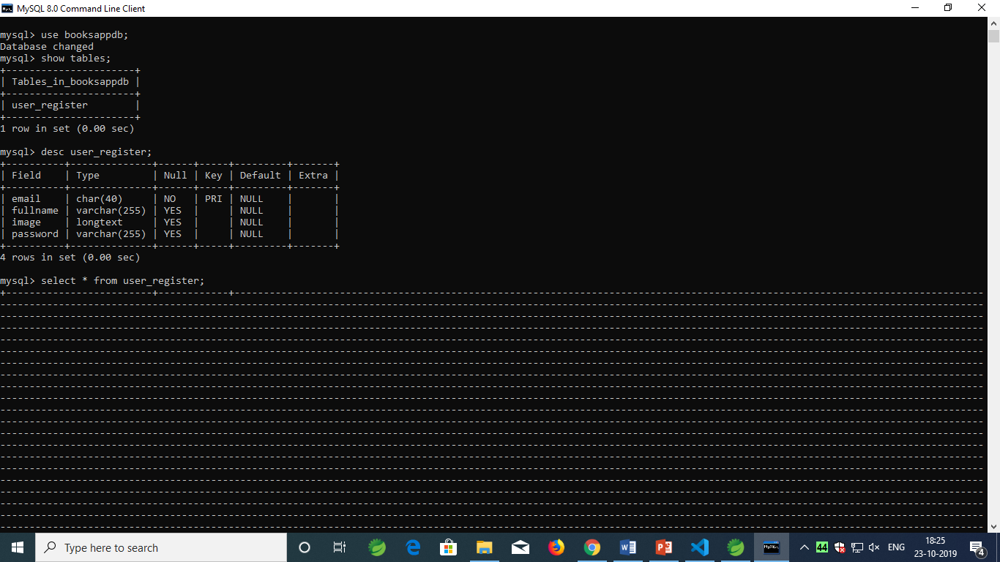 MySQL 8.0 Command Line Client
mysql> use booksappdb;
Database changed
mysql> show tables;
+----------------------+
| Tables_in_booksappdb |
+----------------------+
| user_register        |
+----------------------+
1 row in set (0.00 sec)
mysql> desc user_register;
+----------+--------------+------+-----+---------+-------+
| Field    | Type         | Null | Key | Default | Extra |
+----------+--------------+------+-----+---------+-------+
| email    | char(40)     | NO   | PRI | NULL    |       |
| fullname | varchar(255) | YES  |     | NULL    |       |
| image    | longtext     | YES  |     | NULL    |       |
| password | varchar(255) | YES  |     | NULL    |       |
+----------+--------------+------+-----+---------+-------+
4 rows in set (0.00 sec)
mysql> select * from user_register;
Type here to search
MySQL
44
ENG
18:25
23-10-2019
4